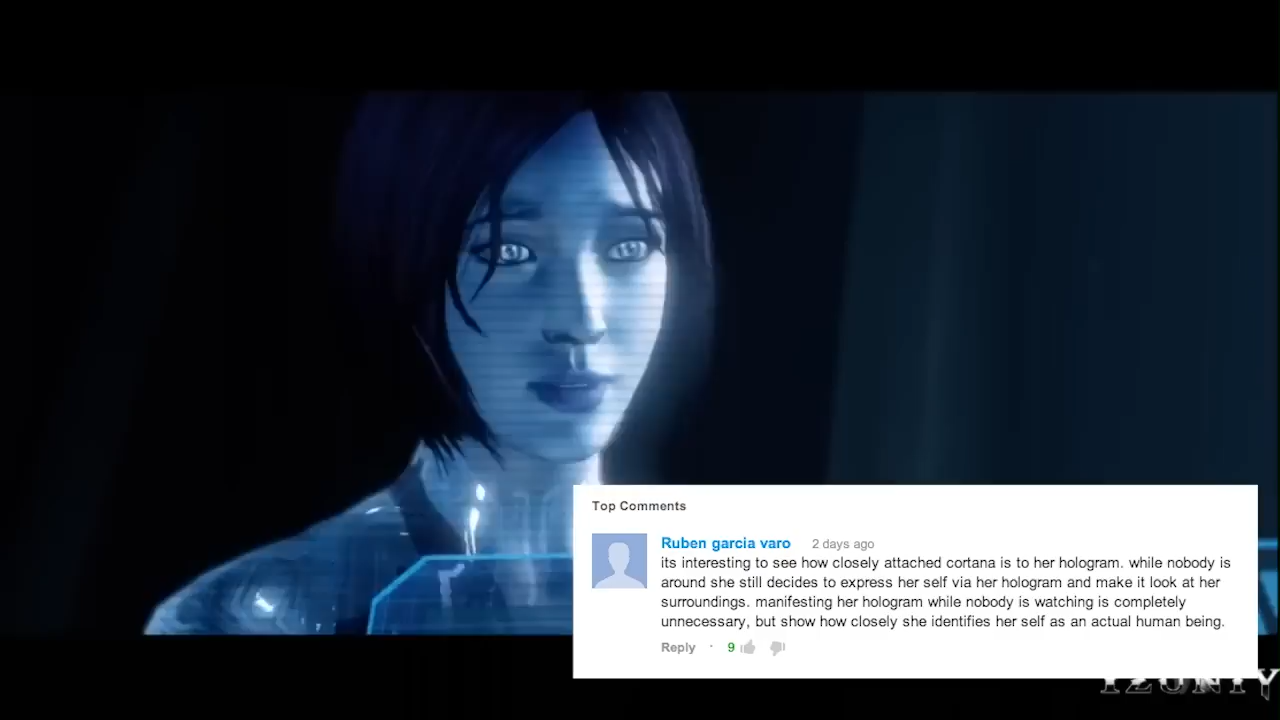 Top Comments
Ruben garcia varo 2 days ago
its interesting to see how closely attached cortana is to her hologram. while nobody is
around she still decides to express her self via her hologram and make it look at her
surroundings. manifesting her hologram while nobody is watching is completely
unnecessary, but show how closely she identifies her self as an actual human being.
Reply · 9